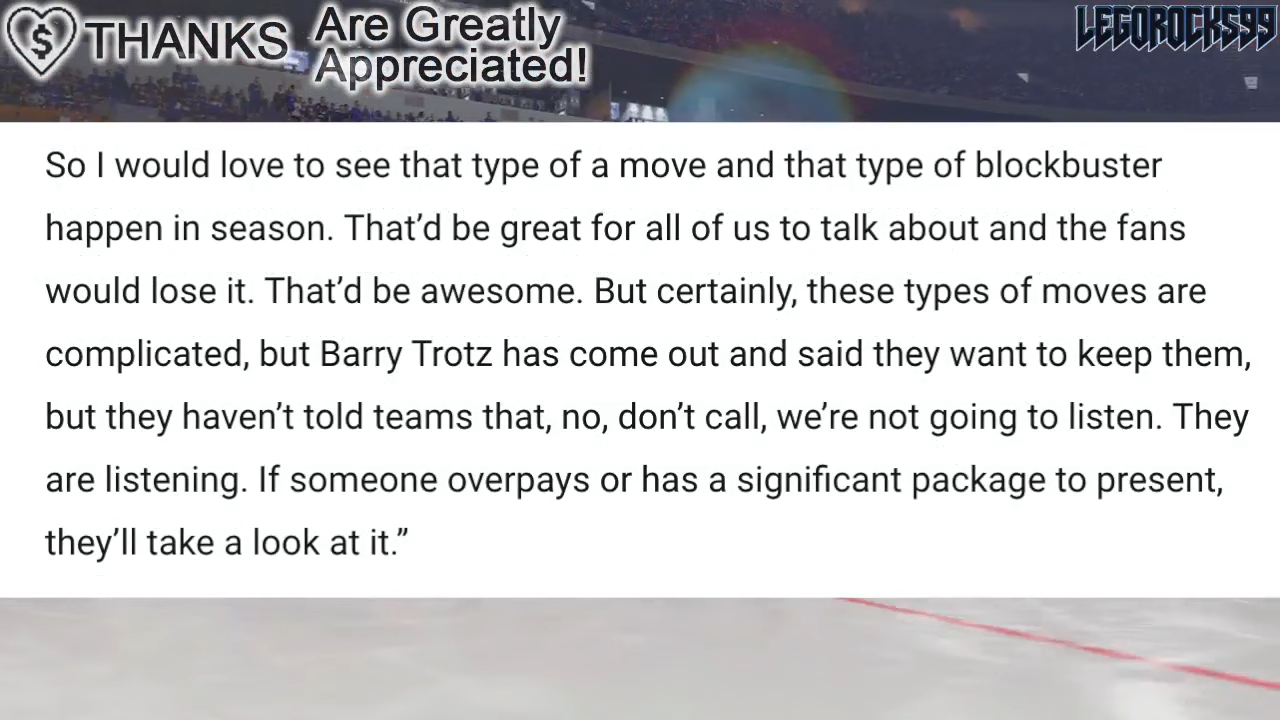 THANKS
Are Greatly
Appreciated!
LEGOROCKS99
So I would love to see that type of a move and that type of blockbuster
happen in season. That’d be great for all of us to talk about and the fans
would lose it. That’d be awesome. But certainly, these types of moves are
complicated, but Barry Trotz has come out and said they want to keep them,
but they haven’t told teams that, no, don’t call, we’re not going to listen. They
are listening. If someone overpays or has a significant package to present,
they’ll take a look at it.”